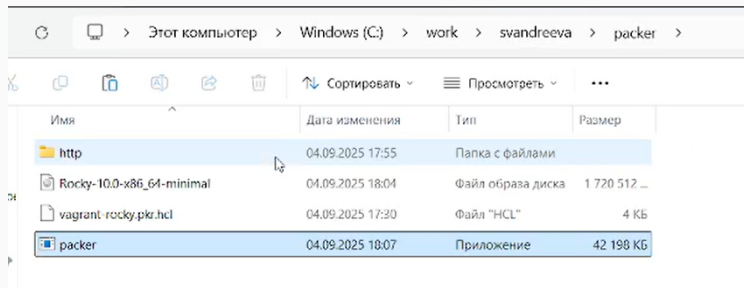 Этот компьютер > Windows (C:) > work > svandreeva > packer >
Сортировать Просмотреть ...
Имя Дата изменения Тип Размер
http 04.09.2025 17:55 Папка с файлами
Rocky-10.0-x86_64-minimal 04.09.2025 18:04 Файл образа диска 1 720 512 ...
vagrant-rocky.pkr.hcl 04.09.2025 17:30 Файл "HCL" 4 КБ
packer 04.09.2025 18:07 Приложение 42 198 КБ